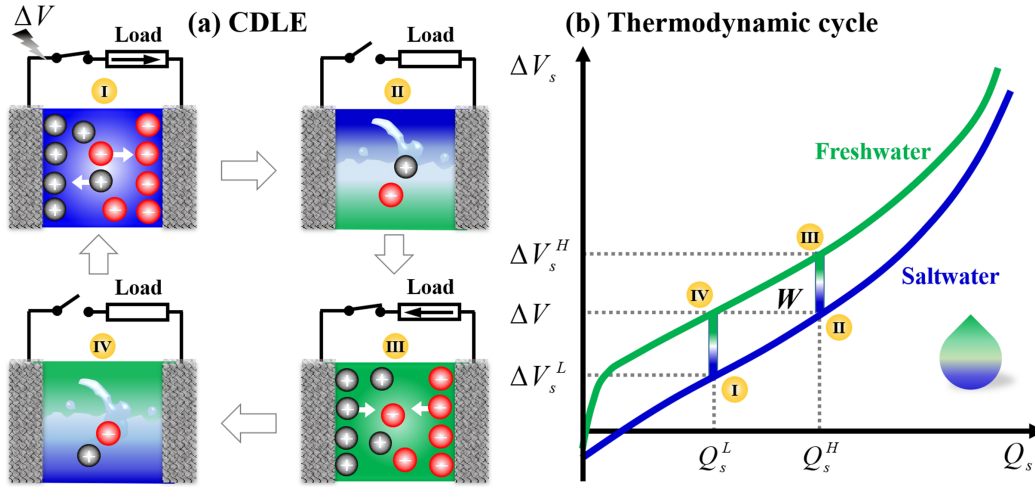 (a) CDLE
ΔV
Load
Load
I
II
Load
Load
IV
III
(b) Thermodynamic cycle
ΔV_s
Freshwater
III
ΔV_s^H
Saltwater
IV
W
ΔV
II
ΔV_s^L
I
Q_s^L
Q_s^H
Q_s